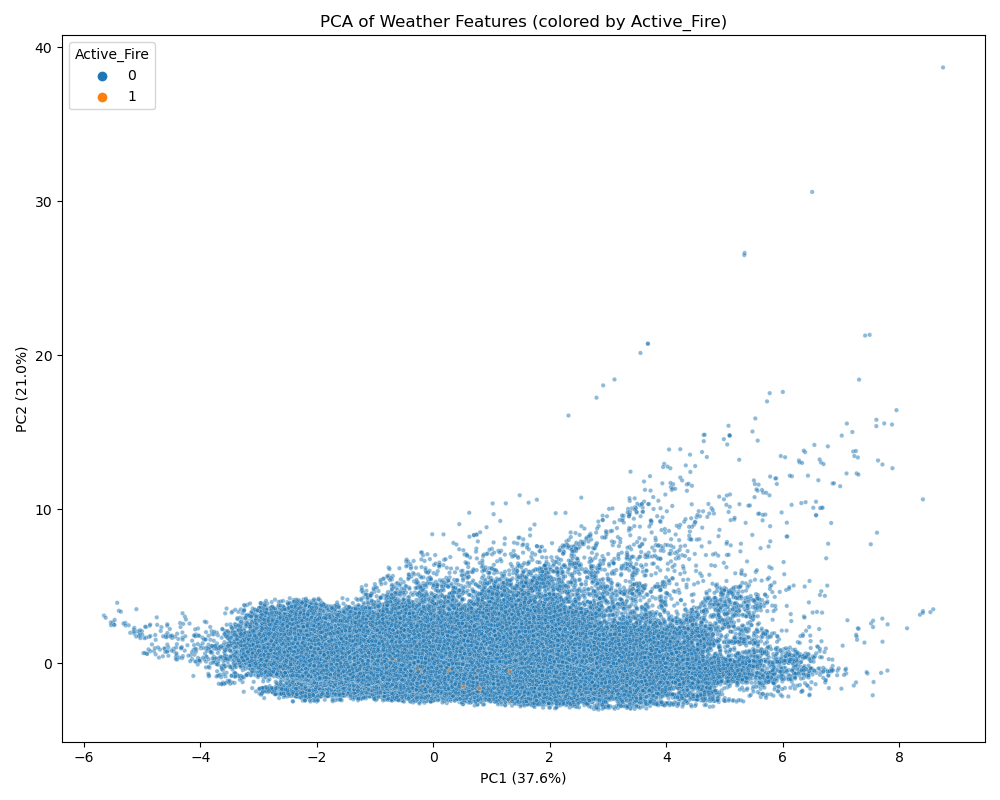 PCA of Weather Features (colored by Active_Fire)
Active_Fire
0
1
40
30
20
10
0
PC2 (21.0%)
−6 −4 −2 0 2 4 6 8
PC1 (37.6%)